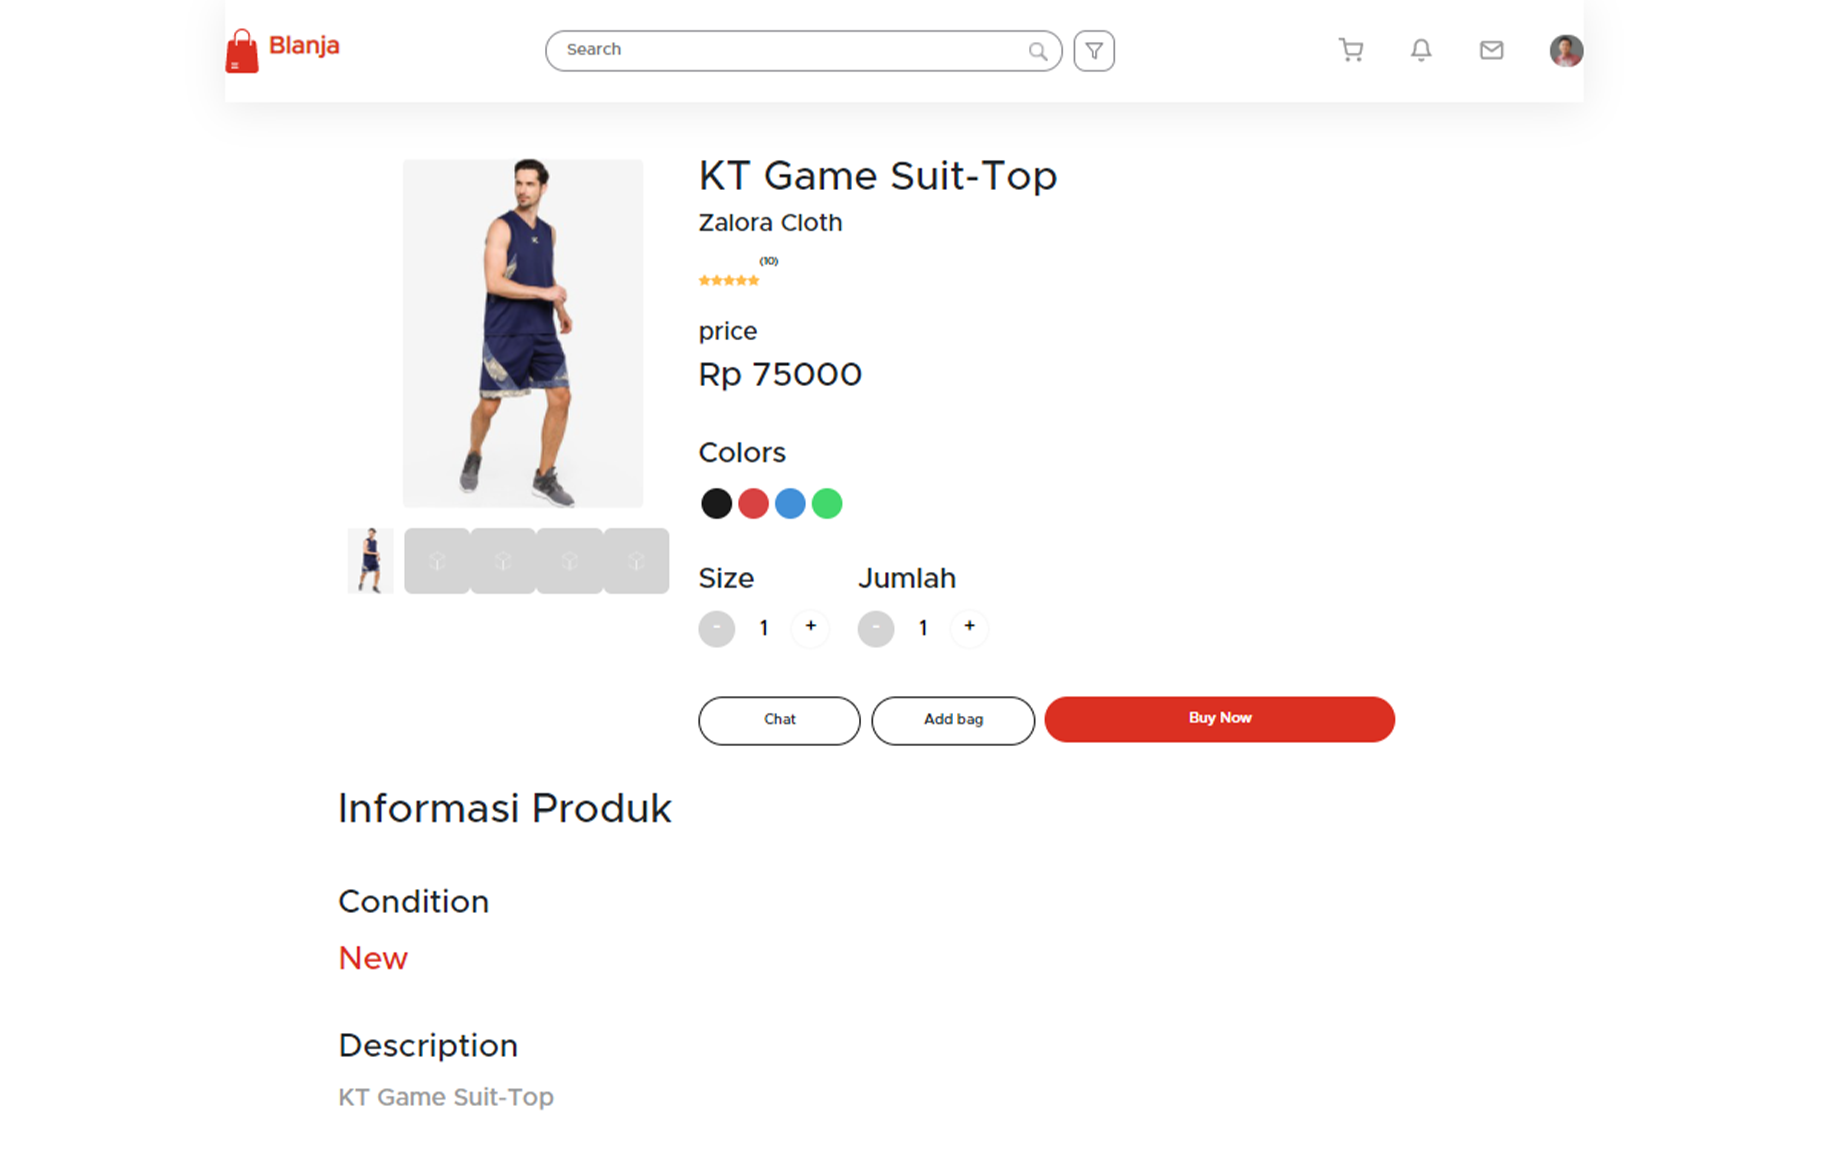 Blanja
Search
KT Game Suit-Top
Zalora Cloth
(10)
price
Rp 75000
Colors
Size Jumlah
- 1 + - 1 +
Chat Add bag Buy Now
Informasi Produk
Condition
New
Description
KT Game Suit-Top